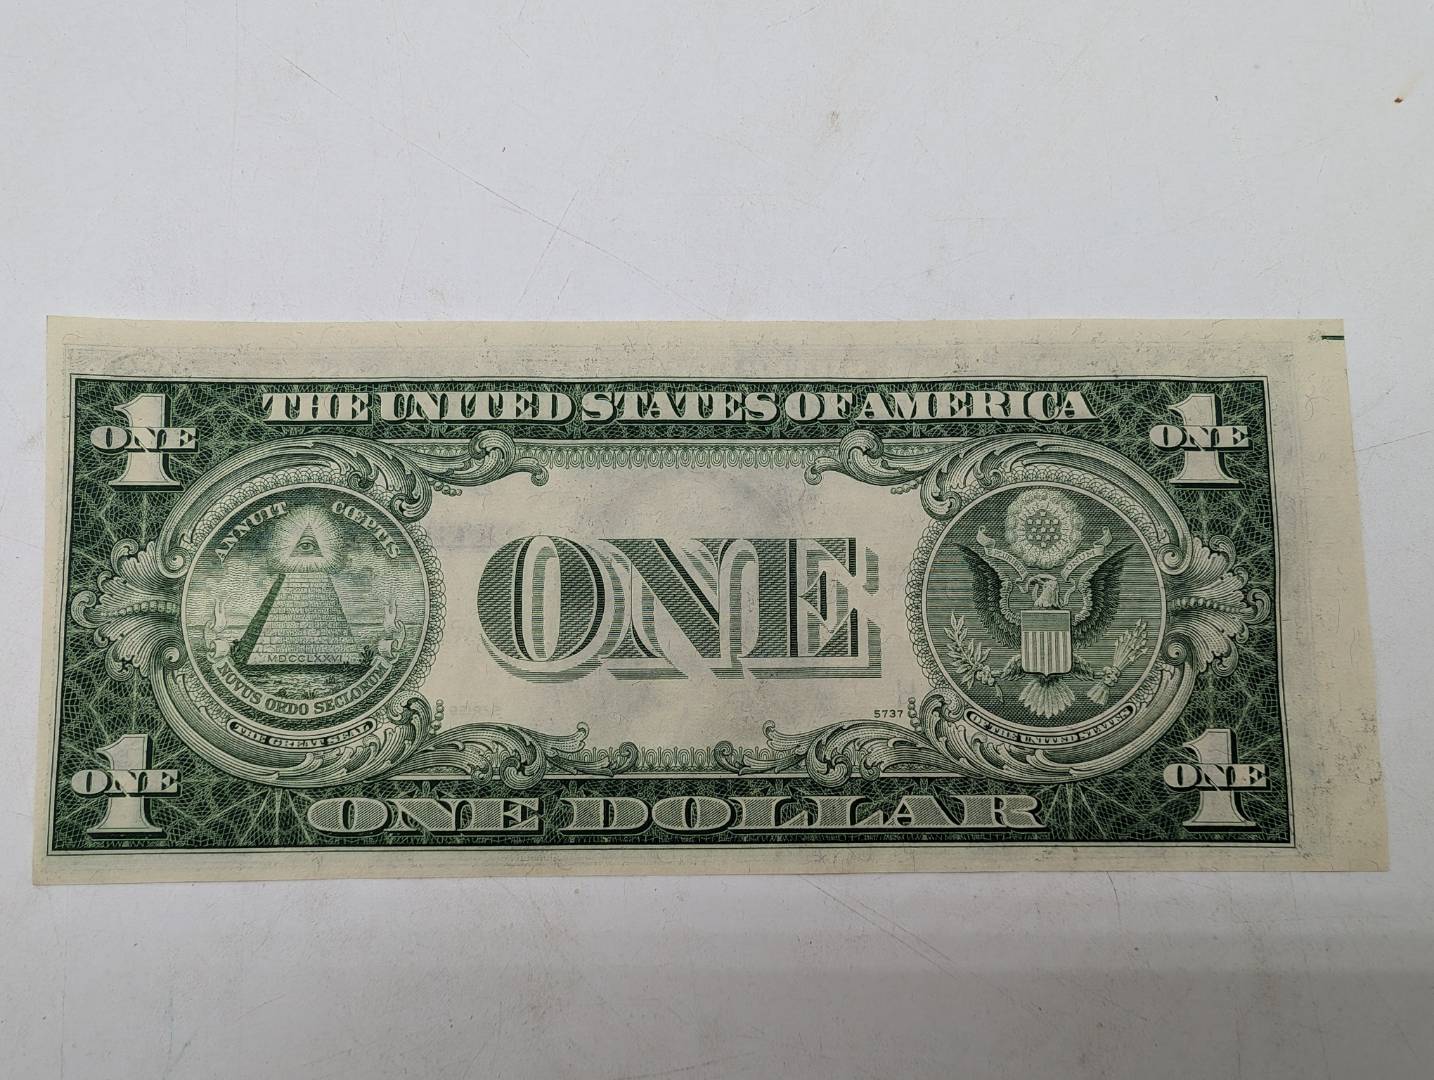 THE UNITED STATES OF AMERICA
1
ONE
1
ONE
ANNUIT CŒPTIS
MDCCLXXVI
NOVUS ORDO SECLORUM
THE GREAT SEAL
ONE
5737
OF THE UNITED STATES
1
ONE
1
ONE
ONE DOLLAR